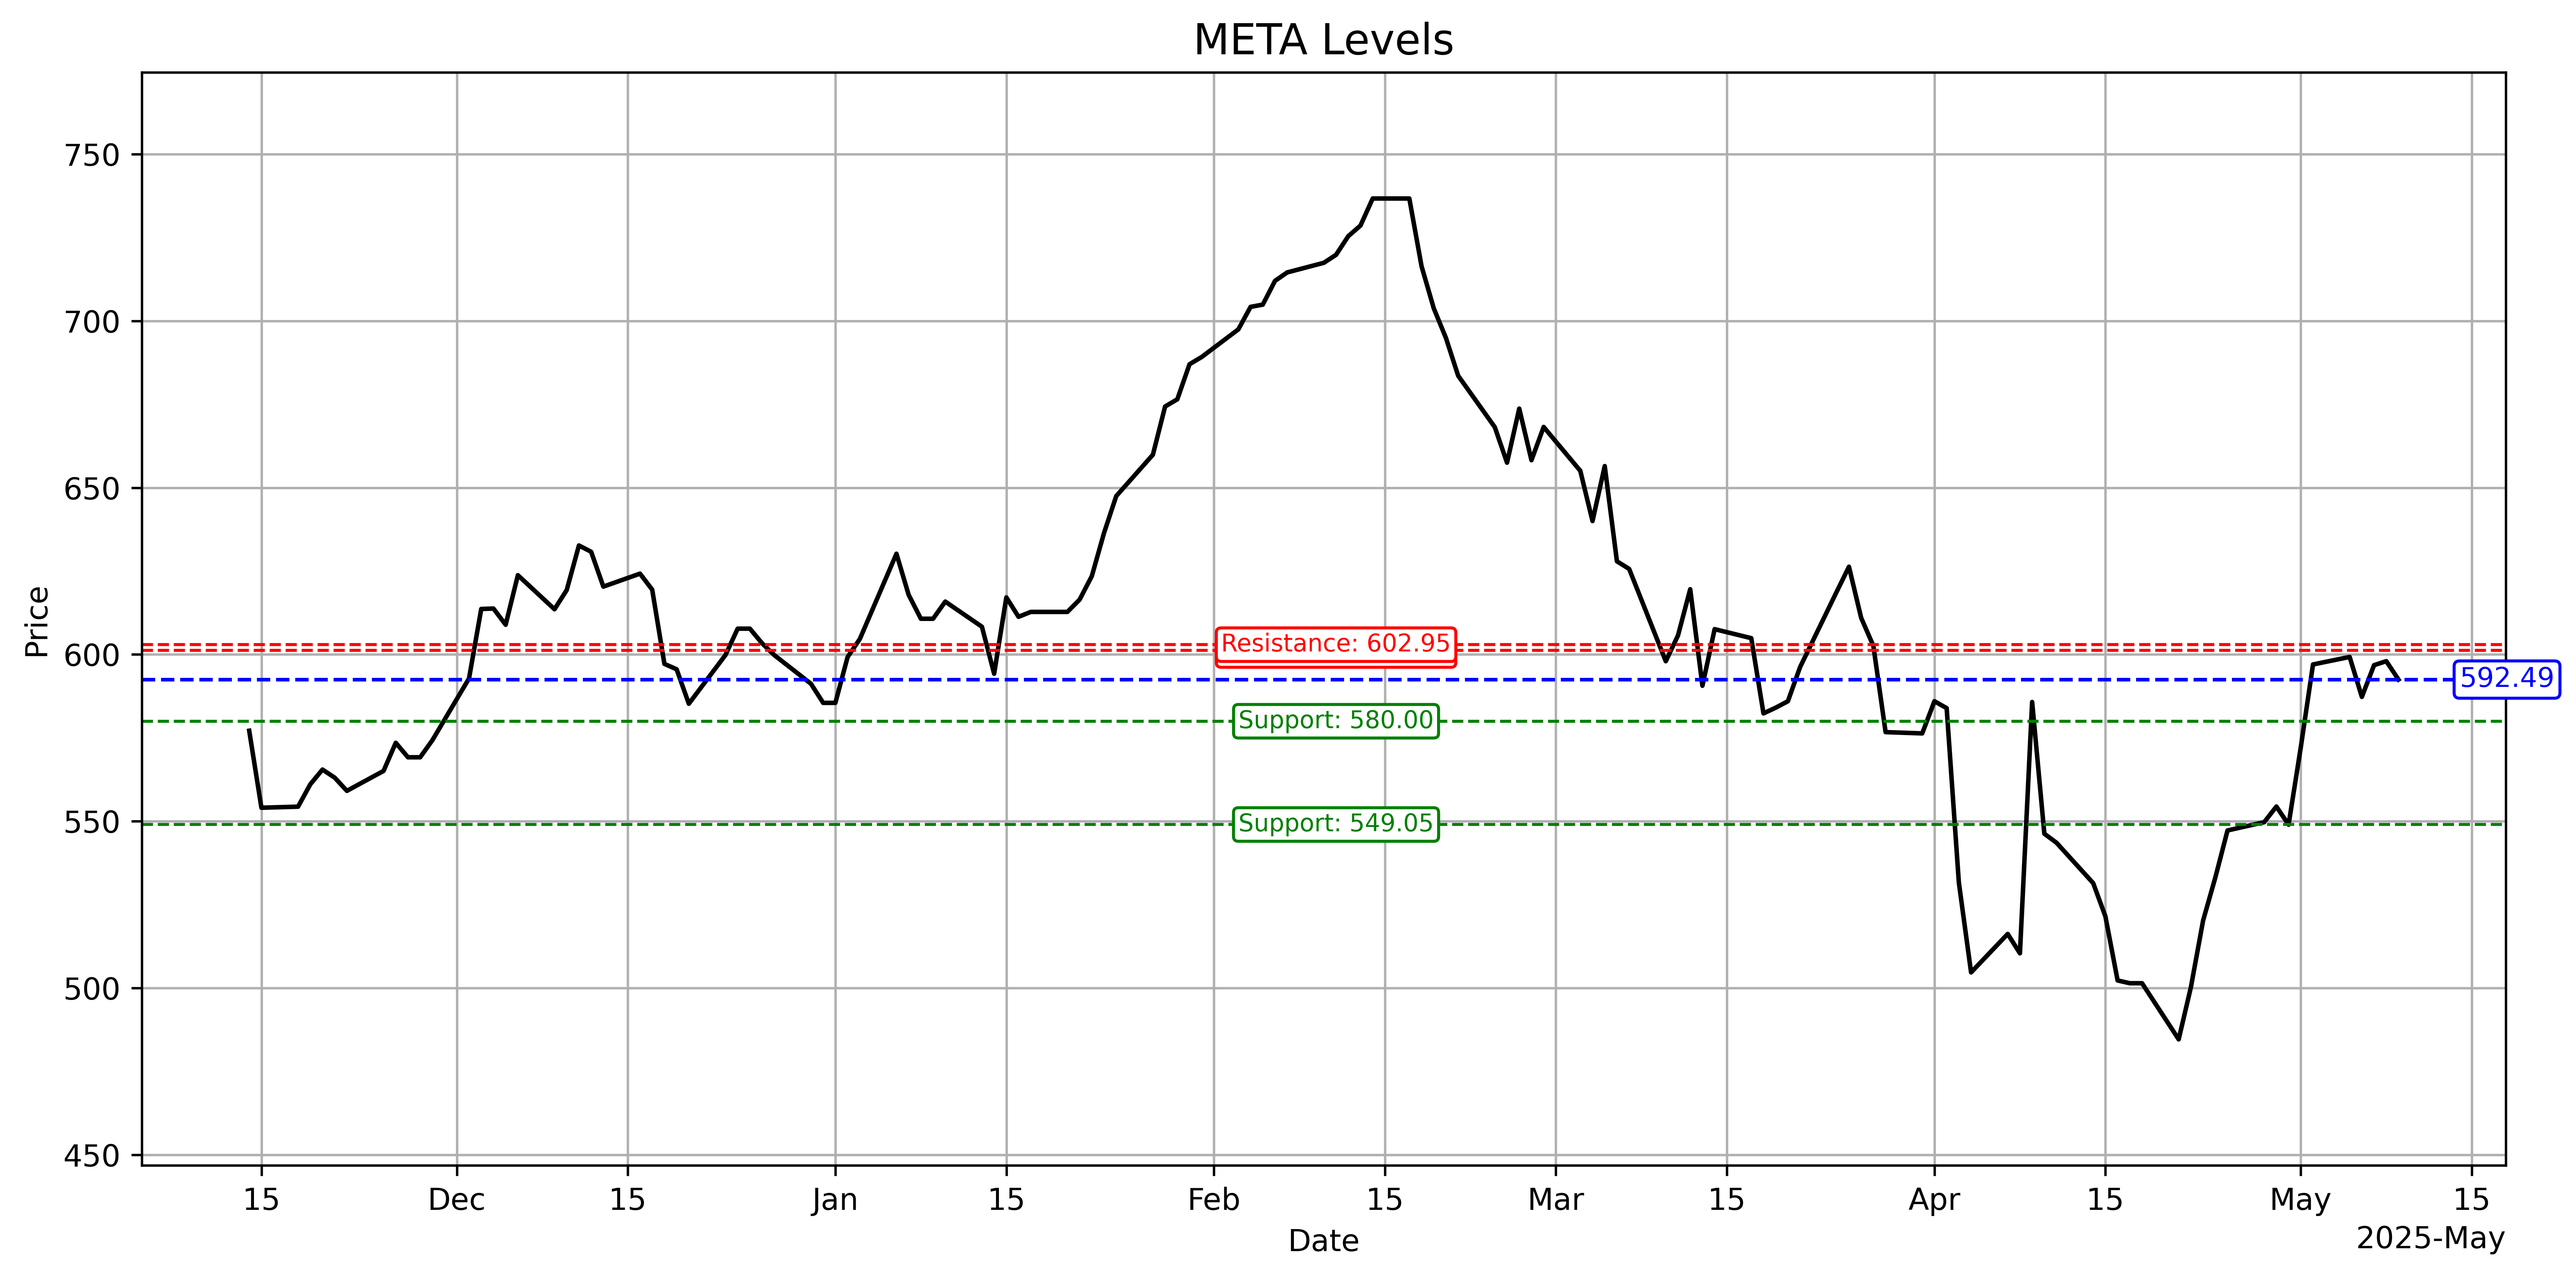 META Levels
Price
750
700
650
600
550
500
450
Resistance: 602.95
592.49
Support: 580.00
Support: 549.05
15 Dec 15 Jan 15 Feb 15 Mar 15 Apr 15 May 15
Date
2025-May